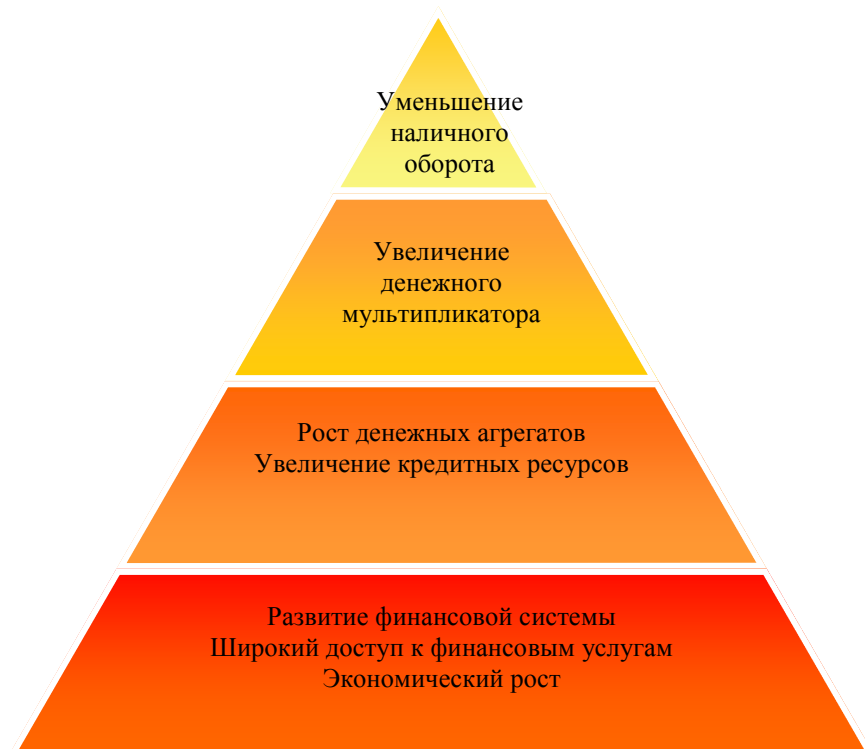 Уменьшение
наличного
оборота
Увеличение
денежного
мультипликатора
Рост денежных агрегатов
Увеличение кредитных ресурсов
Развитие финансовой системы
Широкий доступ к финансовым услугам
Экономический рост